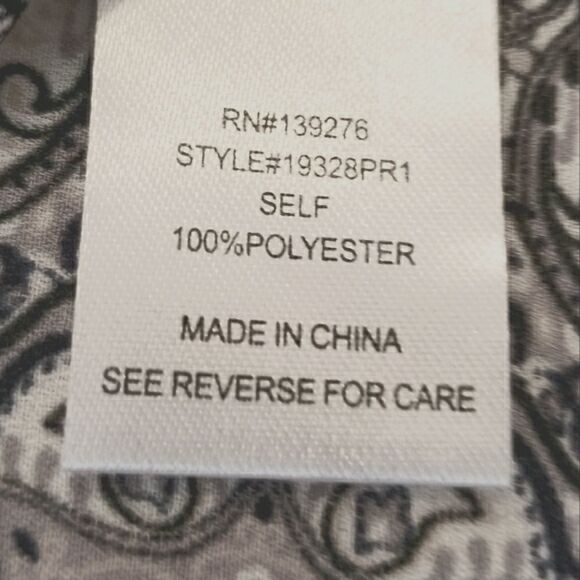 RN#139276
STYLE#19328PR1
SELF
100%POLYESTER
MADE IN CHINA
SEE REVERSE FOR CARE